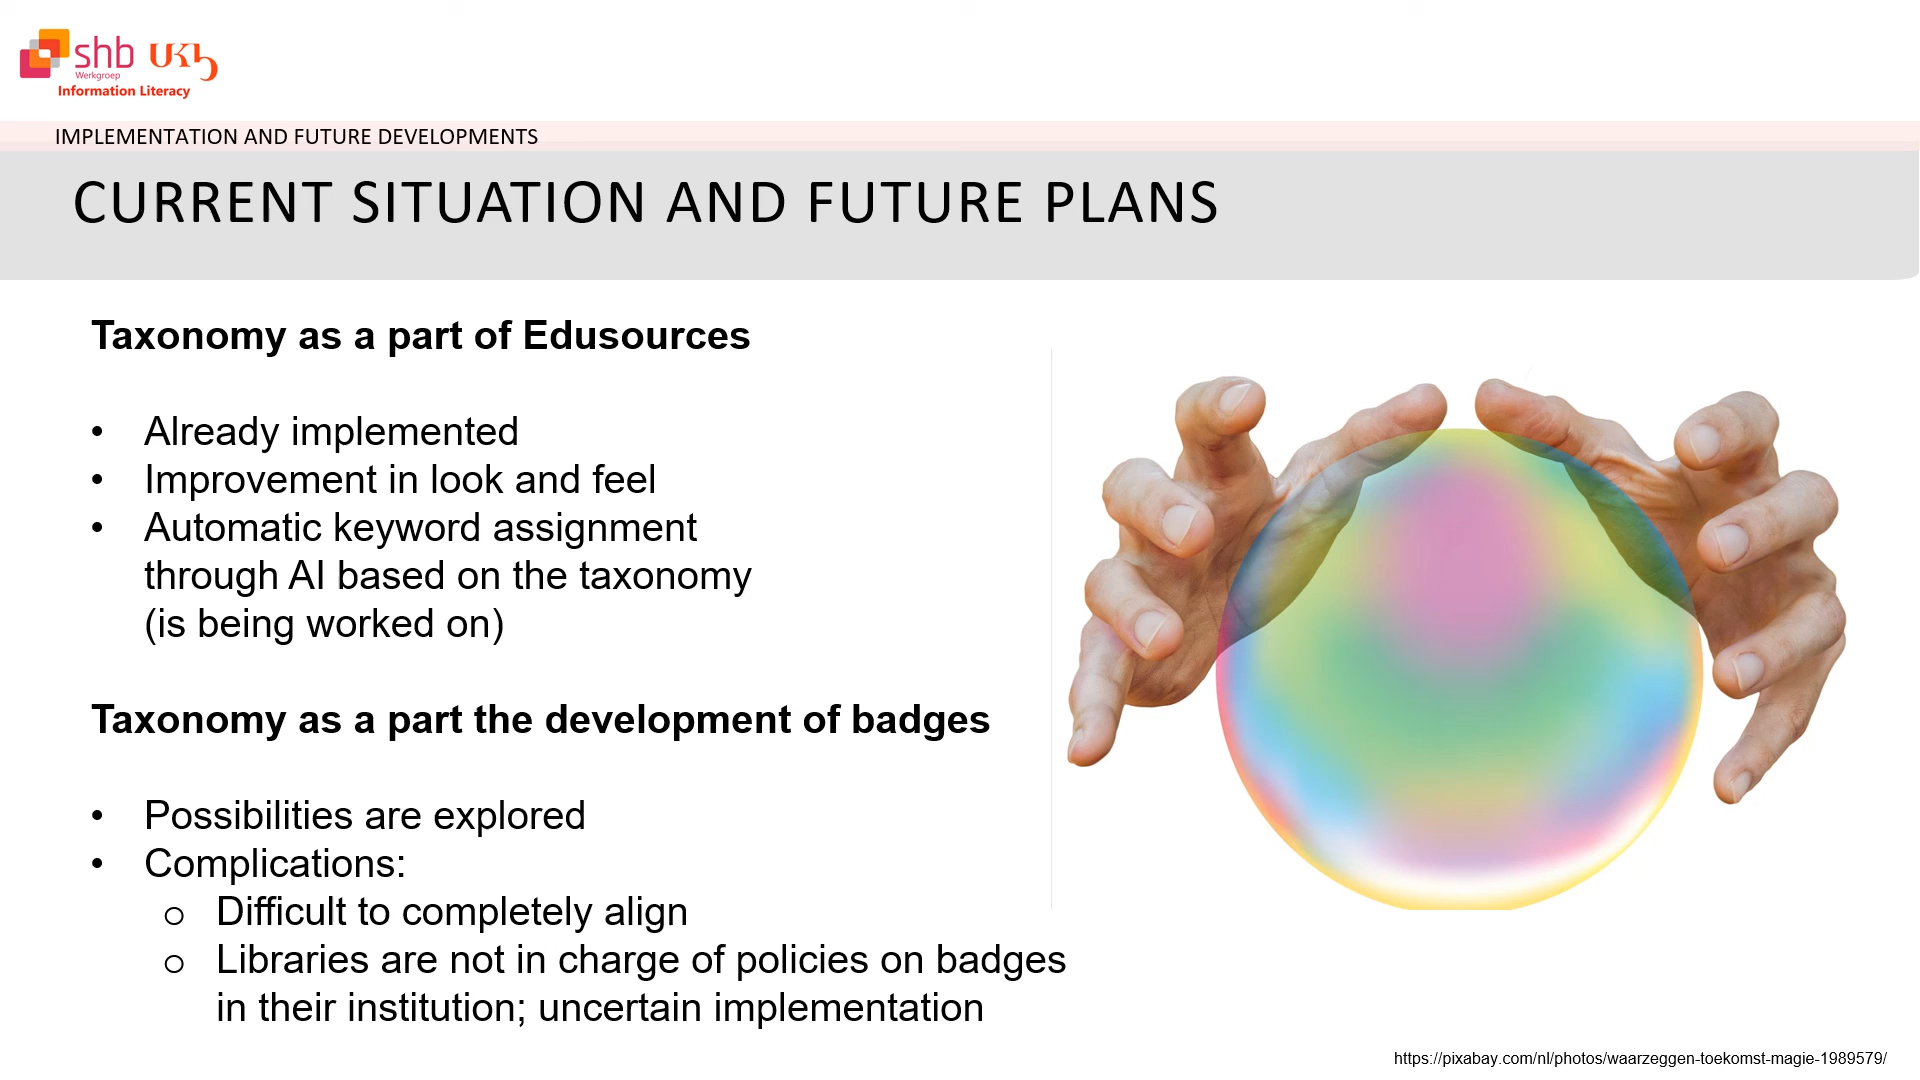 shb UKb
Werkgroep
Information Literacy
IMPLEMENTATION AND FUTURE DEVELOPMENTS
CURRENT SITUATION AND FUTURE PLANS
Taxonomy as a part of Edusources
• Already implemented
• Improvement in look and feel
• Automatic keyword assignment
through AI based on the taxonomy
(is being worked on)
Taxonomy as a part the development of badges
• Possibilities are explored
• Complications:
o Difficult to completely align
o Libraries are not in charge of policies on badges
in their institution; uncertain implementation
https://pixabay.com/nl/photos/waarzeggen-toekomst-magie-1989579/